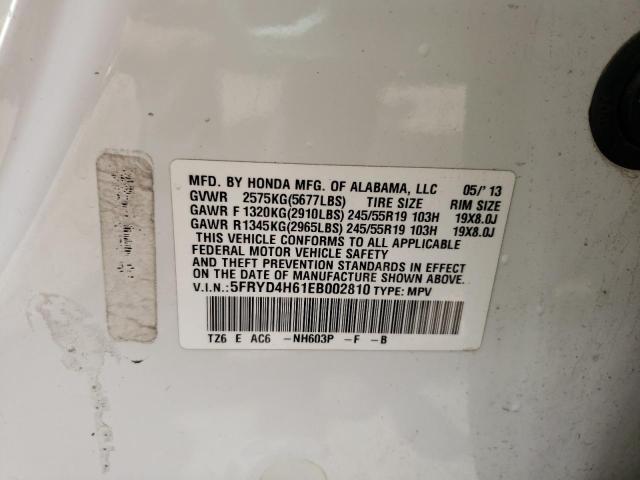 MFD. BY HONDA MFG. OF ALABAMA, LLC 05/'13
GVWR 2575KG(5677LBS) TIRE SIZE RIM SIZE
GAWR F 1320KG(2910LBS) 245/55R19 103H 19X8.0J
GAWR R1345KG(2965LBS) 245/55R19 103H 19X8.0J
THIS VEHICLE CONFORMS TO ALL APPLICABLE
FEDERAL MOTOR VEHICLE SAFETY
AND THEFT PREVENTION STANDARDS IN EFFECT
ON THE DATE OF MANUFACTURE SHOWN ABOVE.
V.I.N.: 5FRYD4H61EB002810 TYPE: MPV
TZ6 E AC6 -NH603P -F -B